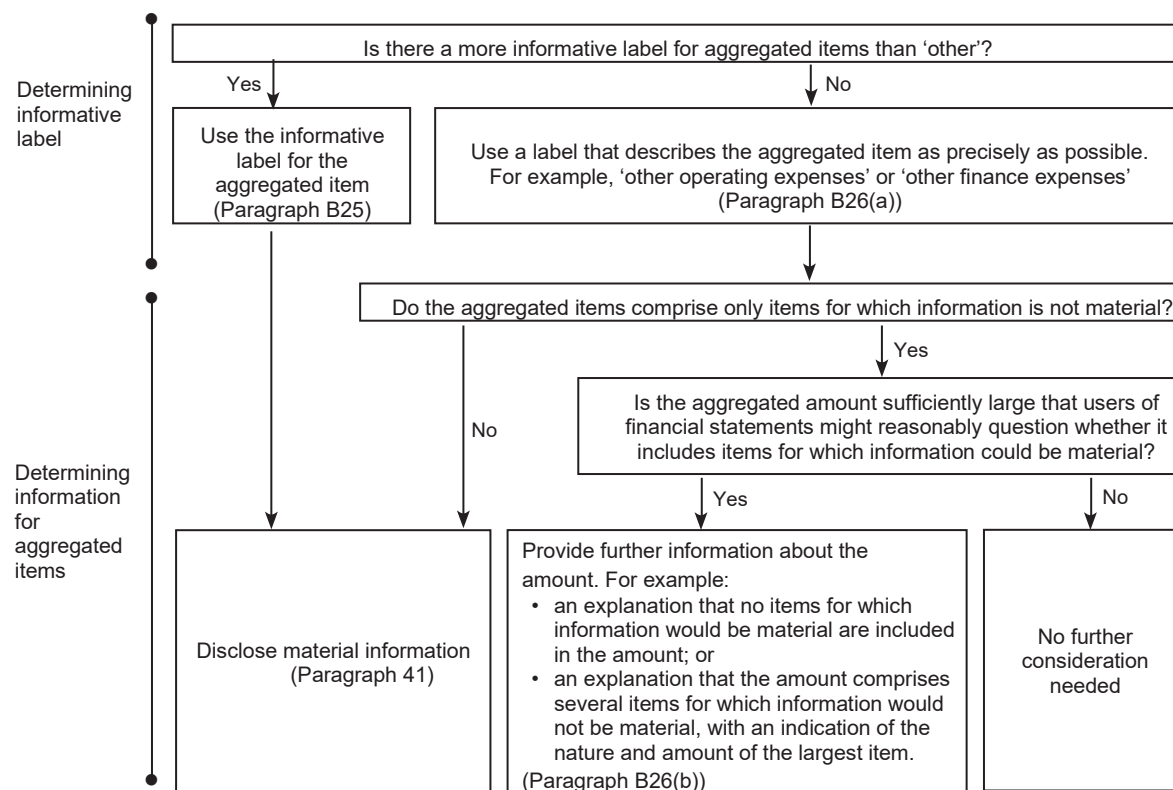 Is there a more informative label for aggregated items than ‘other’?
Determining
informative
label
Yes
No
Use the informative
label for the
aggregated item
(Paragraph B25)
Use a label that describes the aggregated item as precisely as possible.
For example, ‘other operating expenses’ or ‘other finance expenses’
(Paragraph B26(a))
Do the aggregated items comprise only items for which information is not material?
Yes
Is the aggregated amount sufficiently large that users of
financial statements might reasonably question whether it
includes items for which information could be material?
No
Determining
information
for
aggregated
items
Yes
No
Disclose material information
(Paragraph 41)
Provide further information about the
amount. For example:
• an explanation that no items for which
information would be material are included
in the amount; or
• an explanation that the amount comprises
several items for which information would
not be material, with an indication of the
nature and amount of the largest item.
(Paragraph B26(b))
No further
consideration
needed